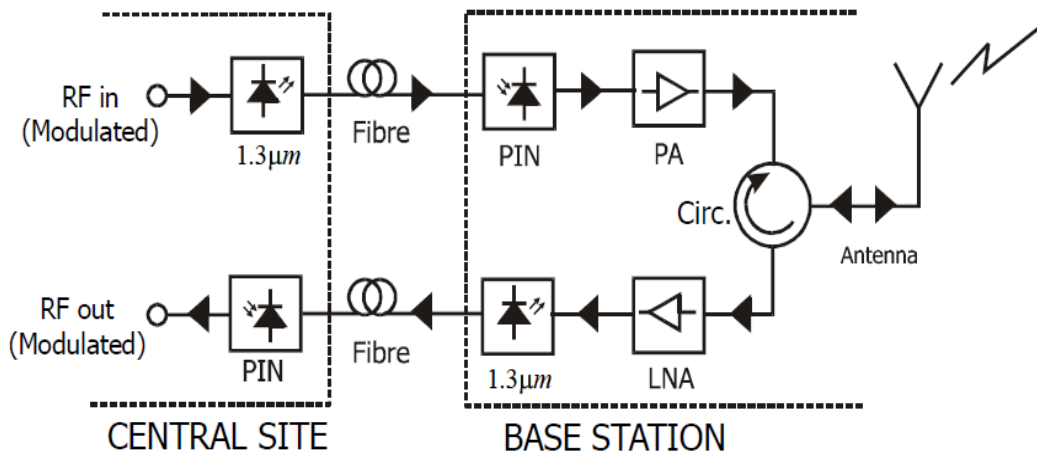 RF in
(Modulated)
1.3μm
Fibre
PIN
PA
Circ.
Antenna
RF out
(Modulated)
PIN
Fibre
1.3μm
LNA
CENTRAL SITE
BASE STATION